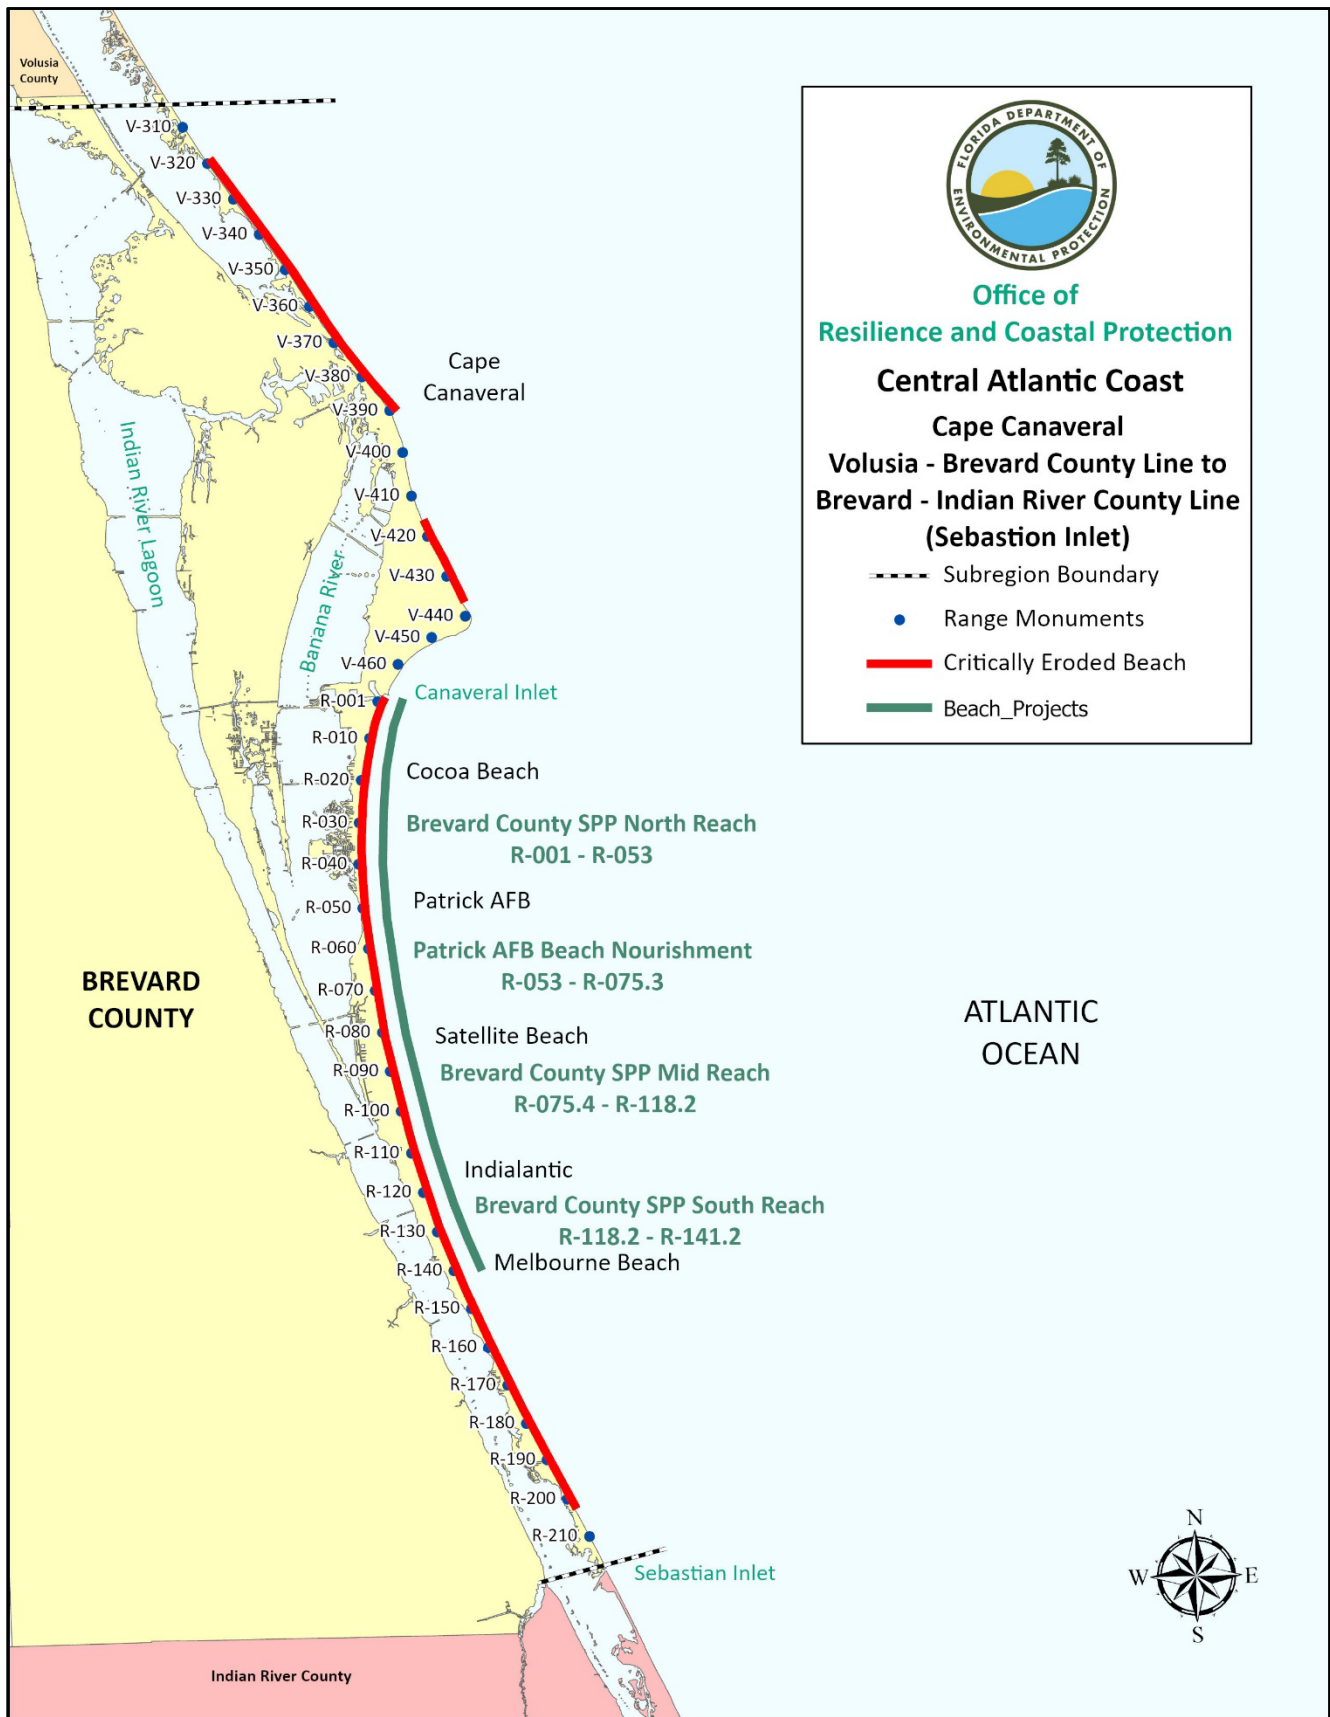 Volusia
County
V-310
V-320
V-330
V-340
V-350
V-360
V-370
V-380
V-390
V-400
V-410
V-420
V-430
V-440
V-450
V-460
R-001
R-010
R-020
R-030
R-040
R-050
R-060
R-070
R-080
R-090
R-100
R-110
R-120
R-130
R-140
R-150
R-160
R-170
R-180
R-190
R-200
R-210
Cape
Canaveral
Indian River Lagoon
Banana River
Canaveral Inlet
Cocoa Beach
Brevard County SPP North Reach
R-001 - R-053
Patrick AFB
Patrick AFB Beach Nourishment
R-053 - R-075.3
Satellite Beach
Brevard County SPP Mid Reach
R-075.4 - R-118.2
Indialantic
Brevard County SPP South Reach
R-118.2 - R-141.2
Melbourne Beach
Sebastian Inlet
BREVARD
COUNTY
ATLANTIC
OCEAN
Indian River County
FLORIDA DEPARTMENT OF
ENVIRONMENTAL PROTECTION
Office of
Resilience and Coastal Protection
Central Atlantic Coast
Cape Canaveral
Volusia - Brevard County Line to
Brevard - Indian River County Line
(Sebastion Inlet)
Subregion Boundary
Range Monuments
Critically Eroded Beach
Beach_Projects
N
W
E
S